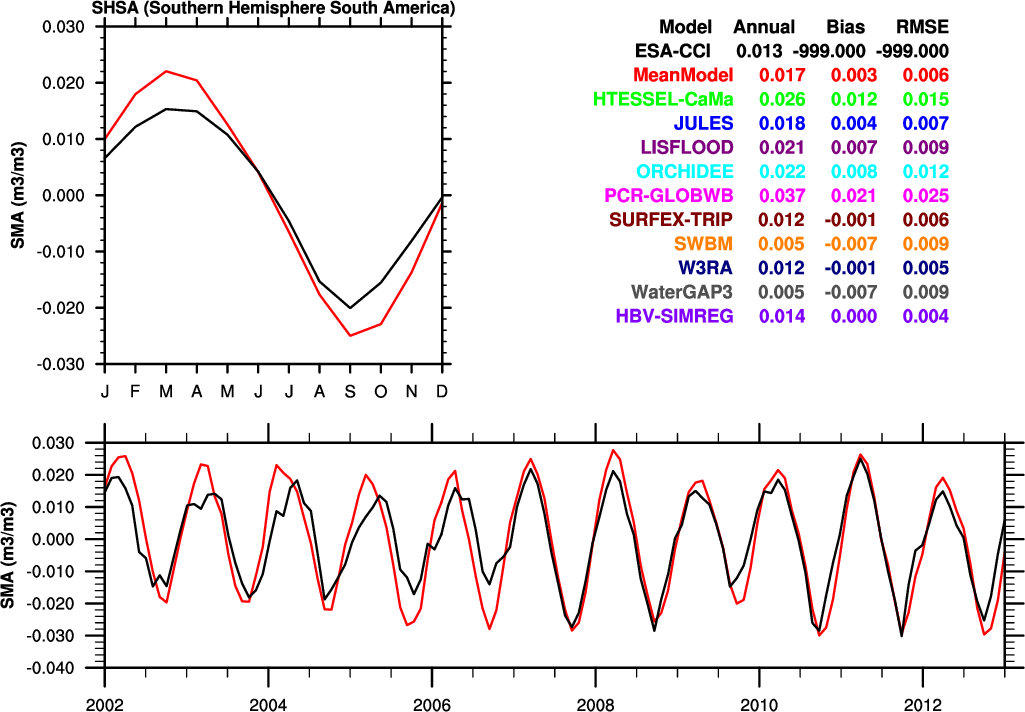 SHSA (Southern Hemisphere South America)
0.030
0.020
0.010
0.000
-0.010
-0.020
-0.030
SMA (m3/m3)
J F M A M J J A S O N D
Model Annual Bias RMSE
ESA-CCI 0.013 -999.000 -999.000
MeanModel 0.017 0.003 0.006
HTESSEL-CaMa 0.026 0.012 0.015
JULES 0.018 0.004 0.007
LISFLOOD 0.021 0.007 0.009
ORCHIDEE 0.022 0.008 0.012
PCR-GLOBWB 0.037 0.021 0.025
SURFEX-TRIP 0.012 -0.001 0.006
SWBM 0.005 -0.007 0.009
W3RA 0.012 -0.001 0.005
WaterGAP3 0.005 -0.007 0.009
HBV-SIMREG 0.014 0.000 0.004
0.030
0.020
0.010
0.000
-0.010
-0.020
-0.030
-0.040
SMA (m3/m3)
2002 2004 2006 2008 2010 2012